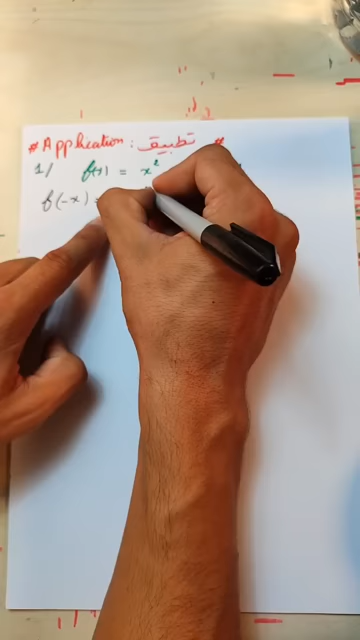 # Application : تطبيق #
1/ f(x) = x²
f(-x) =